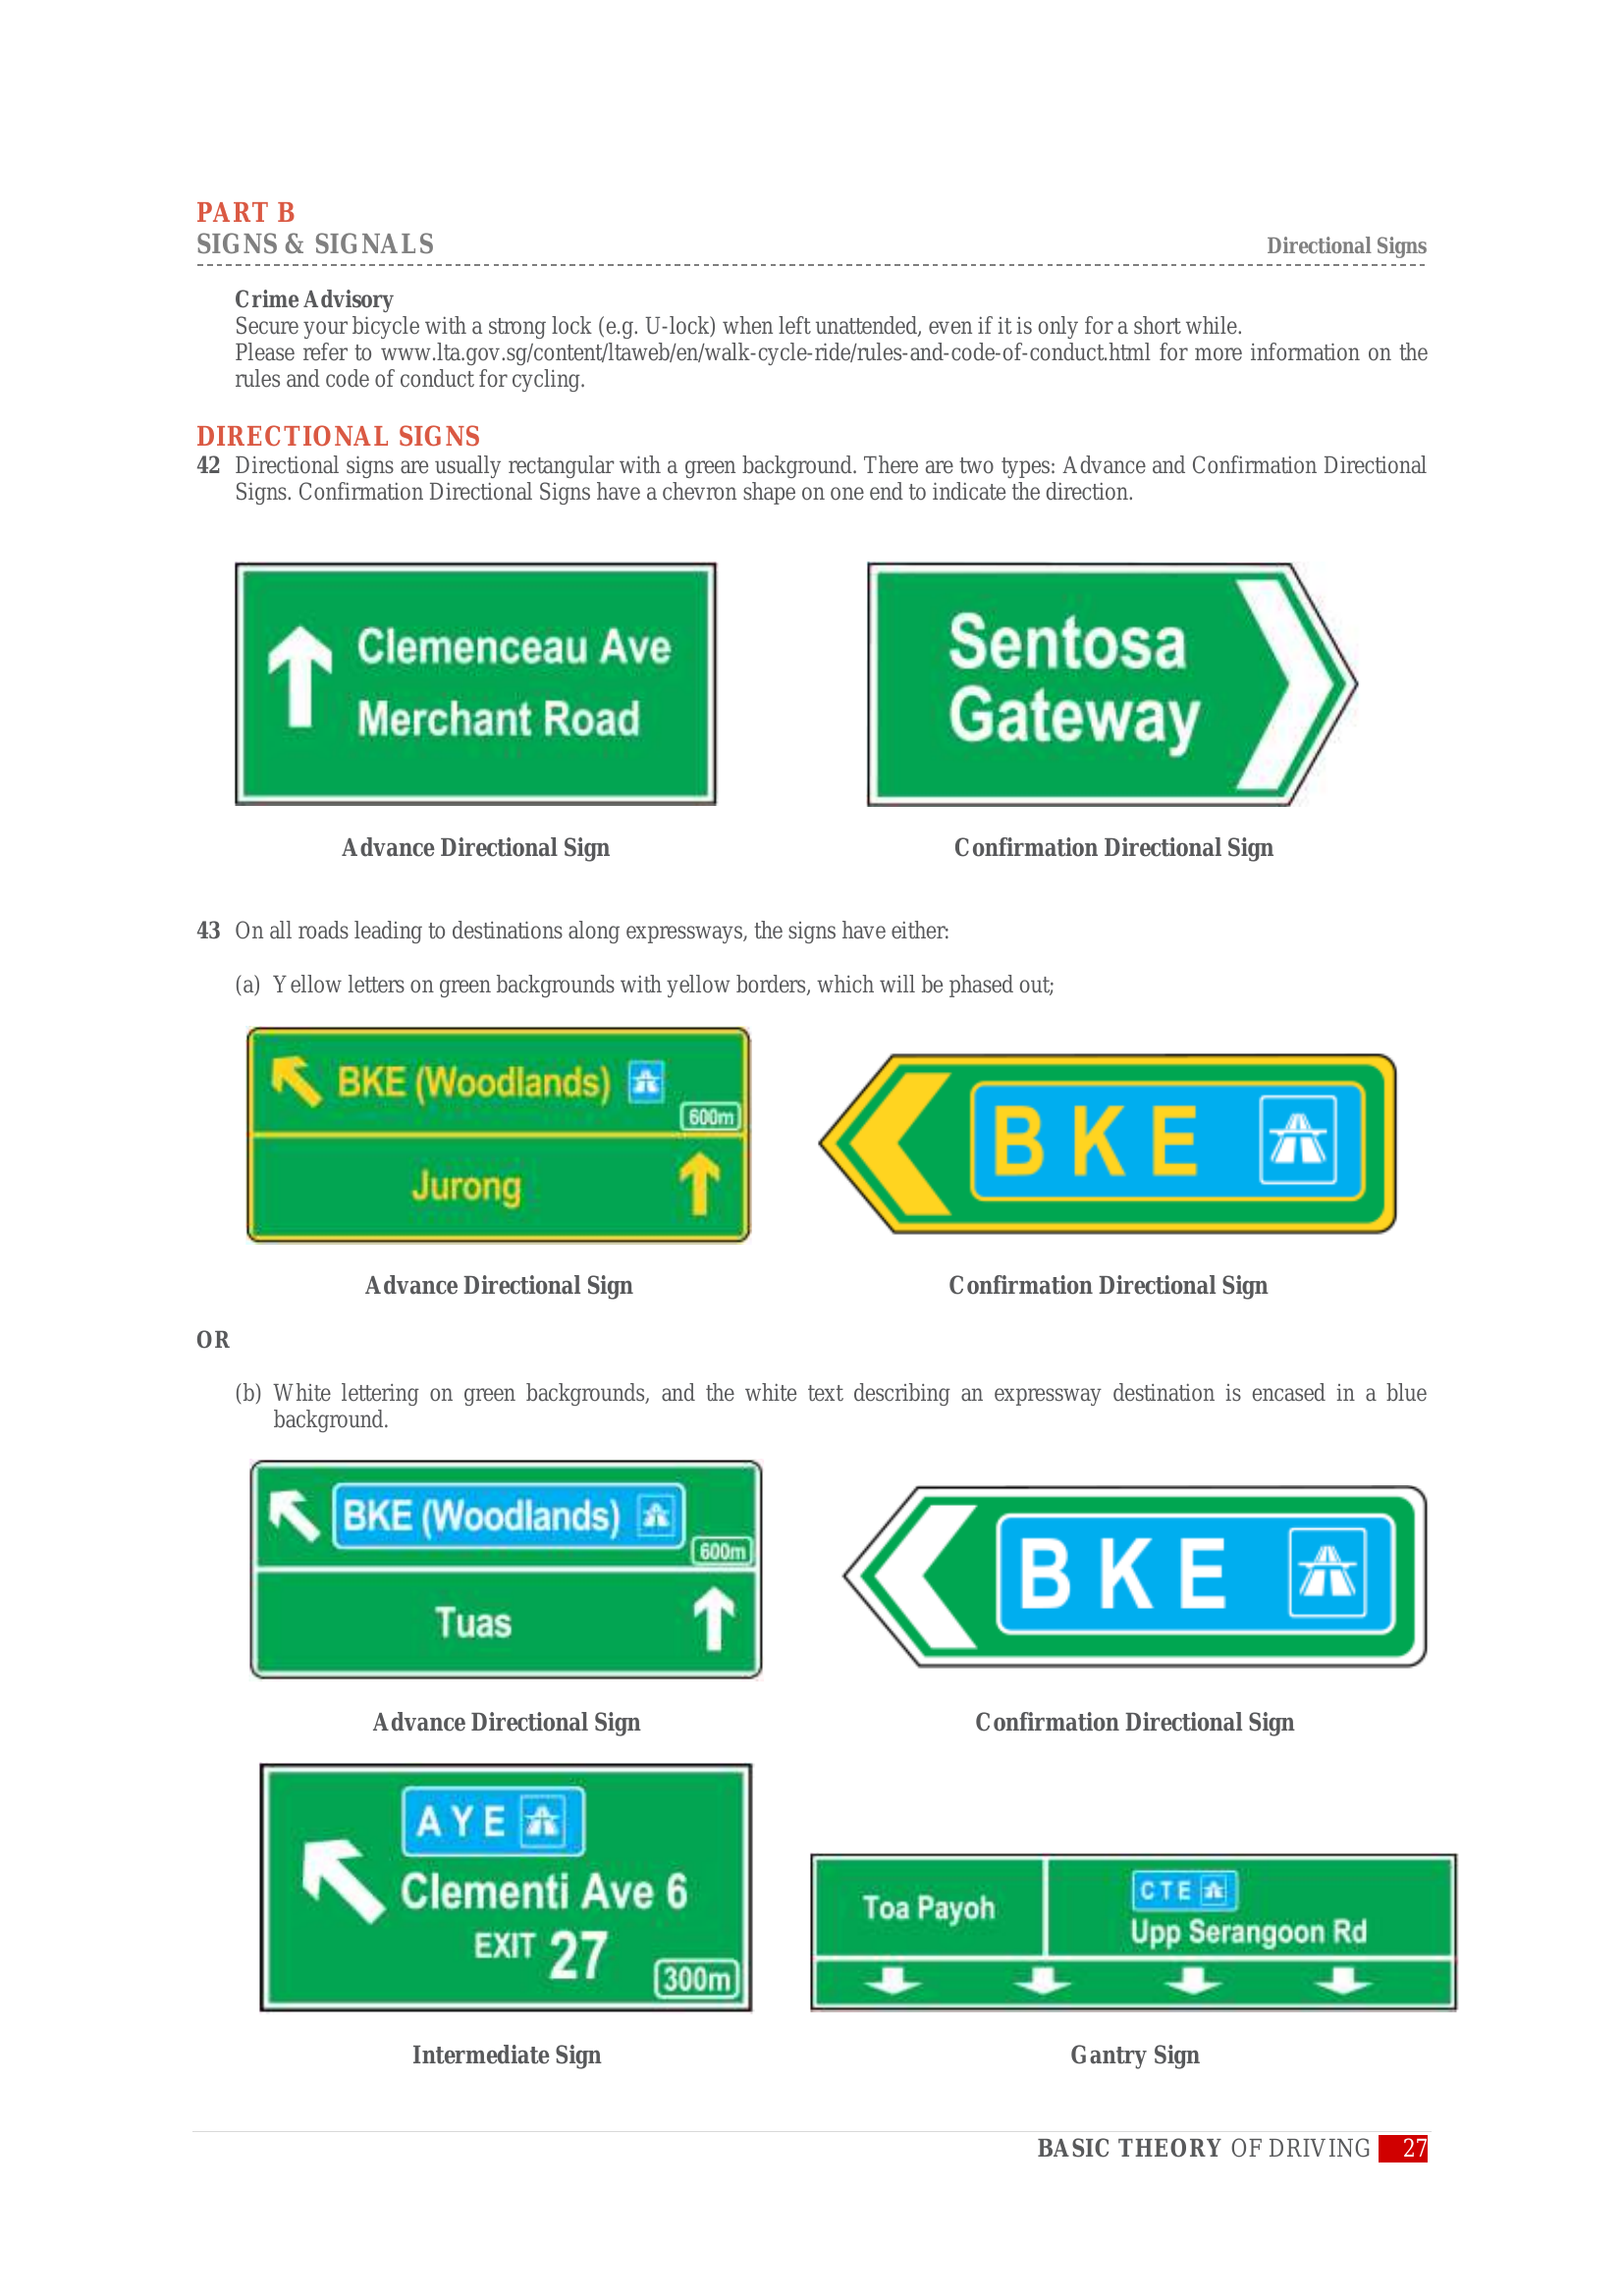 PART B
SIGNS & SIGNALS
Directional Signs
Crime Advisory
Secure your bicycle with a strong lock (e.g. U-lock) when left unattended, even if it is only for a short while.
Please refer to www.lta.gov.sg/content/ltaweb/en/walk-cycle-ride/rules-and-code-of-conduct.html for more information on the
rules and code of conduct for cycling.
DIRECTIONAL SIGNS
42 Directional signs are usually rectangular with a green background. There are two types: Advance and Confirmation Directional
Signs. Confirmation Directional Signs have a chevron shape on one end to indicate the direction.
Clemenceau Ave
Merchant Road
Sentosa
Gateway
Advance Directional Sign
Confirmation Directional Sign
43 On all roads leading to destinations along expressways, the signs have either:
(a) Yellow letters on green backgrounds with yellow borders, which will be phased out;
BKE (Woodlands)
600m
Jurong
BKE
Advance Directional Sign
Confirmation Directional Sign
OR
(b) White lettering on green backgrounds, and the white text describing an expressway destination is encased in a blue
background.
BKE (Woodlands)
600m
Tuas
BKE
Advance Directional Sign
Confirmation Directional Sign
AYE
Clementi Ave 6
EXIT 27
300m
Toa Payoh
CTE
Upp Serangoon Rd
Intermediate Sign
Gantry Sign
BASIC THEORY OF DRIVING 27